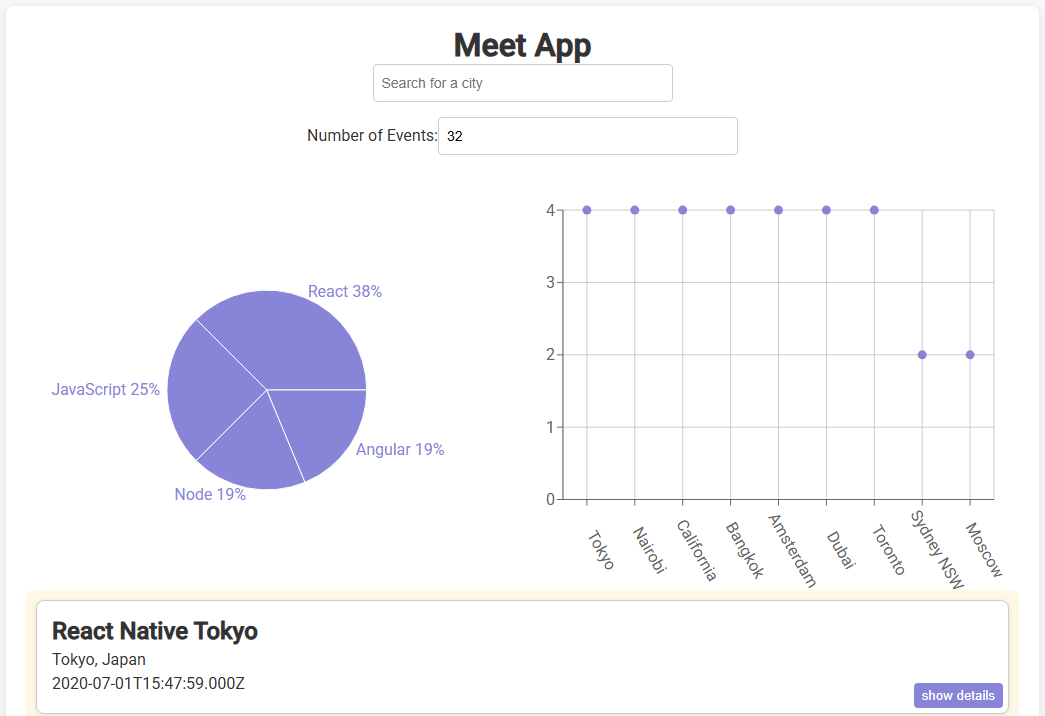 Meet App
Search for a city
Number of Events: 32
React 38%
JavaScript 25%
Angular 19%
Node 19%
4
3
2
1
0
Tokyo
Nairobi
California
Bangkok
Amsterdam
Dubai
Toronto
Sydney NSW
Moscow
React Native Tokyo
Tokyo, Japan
2020-07-01T15:47:59.000Z
show details